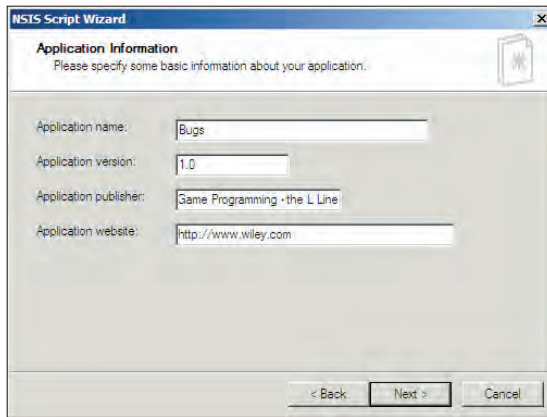 NSIS Script Wizard
Application Information
Please specify some basic information about your application.
Application name: Bugs
Application version: 1.0
Application publisher: Game Programming - the L Line
Application website: http://www.wiley.com
< Back Next > Cancel